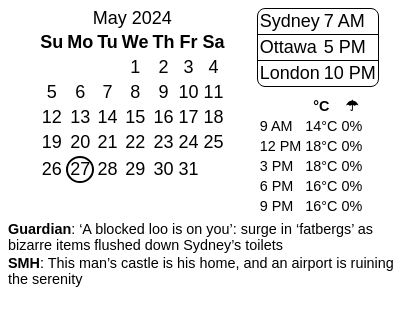 May 2024
Su Mo Tu We Th Fr Sa
1 2 3 4
5 6 7 8 9 10 11
12 13 14 15 16 17 18
19 20 21 22 23 24 25
26 27 28 29 30 31
Sydney 7 AM
Ottawa 5 PM
London 10 PM
°C ☂
9 AM 14°C 0%
12 PM 18°C 0%
3 PM 18°C 0%
6 PM 16°C 0%
9 PM 16°C 0%
Guardian: ‘A blocked loo is on you’: surge in ‘fatbergs’ as
bizarre items flushed down Sydney’s toilets
SMH: This man’s castle is his home, and an airport is ruining
the serenity